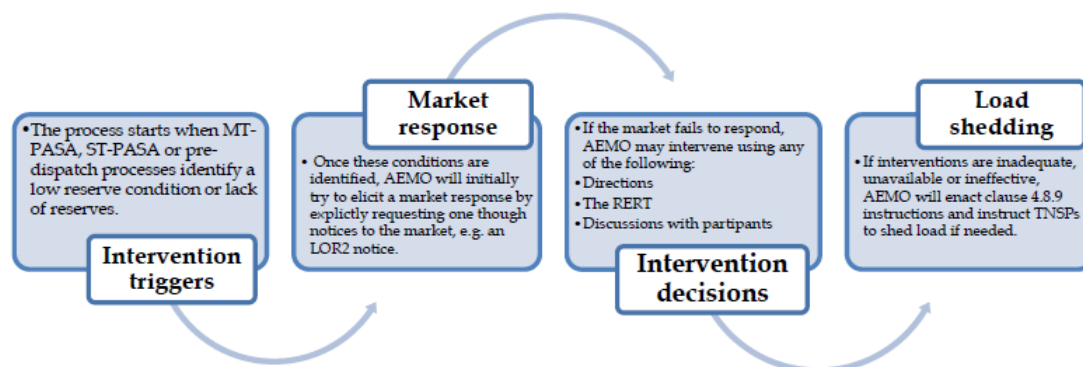 •The process starts when MT-
PASA, ST-PASA or pre-
dispatch processes identify a
low reserve condition or lack
of reserves.
Intervention
triggers
Market
response
• Once these conditions are
identified, AEMO will initially
try to elicit a market response by
explictly requesting one though
notices to the market, e.g. an
LOR2 notice.
•If the market fails to respond,
AEMO may intervene using any
of the following:
•Directions
•The RERT
•Discussions with partipants
Intervention
decisions
Load
shedding
• If interventions are inadequate,
unavailable or ineffective,
AEMO will enact clause 4.8.9
instructions and instruct TNSPs
to shed load if needed.